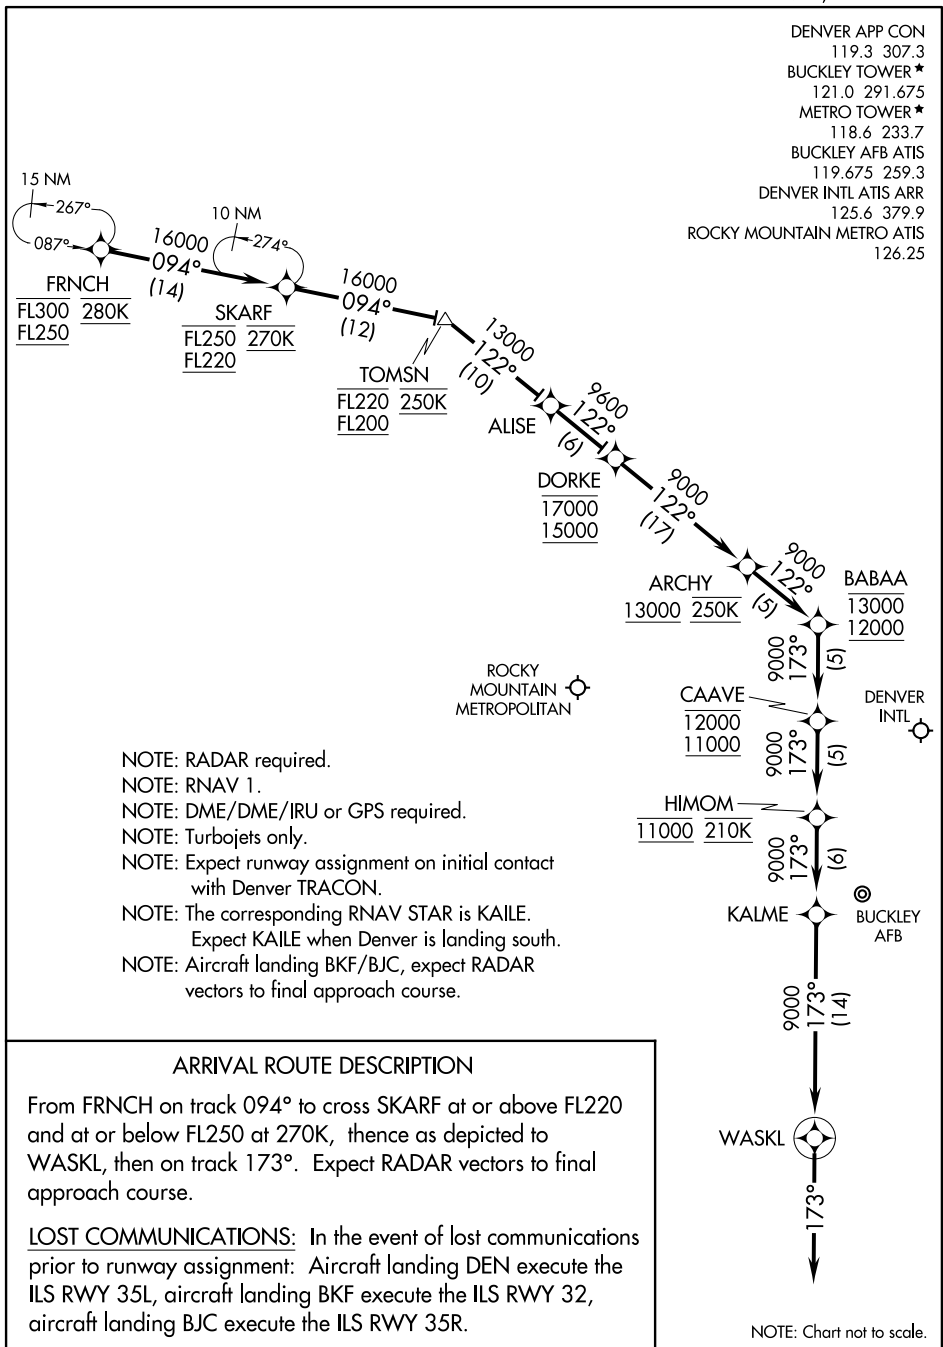 DENVER APP CON
119.3 307.3
BUCKLEY TOWER★
121.0 291.675
METRO TOWER★
118.6 233.7
BUCKLEY AFB ATIS
119.675 259.3
DENVER INTL ATIS ARR
125.6 379.9
ROCKY MOUNTAIN METRO ATIS
126.25
15 NM
267°
087°
FRNCH
FL300 280K
FL250
16000
094°
(14)
10 NM
274°
SKARF
FL250 270K
FL220
16000
094°
(12)
TOMSN
FL220 250K
FL200
13000
122°
(10)
ALISE
9600
122°
(6)
DORKE
17000
15000
9000
122°
(17)
ARCHY
13000 250K
9000
122°
(5)
BABAA
13000
12000
9000
173°
(5)
ROCKY
MOUNTAIN
METROPOLITAN
CAAVE
12000
11000
DENVER
INTL
9000
173°
(5)
HIMOM
11000 210K
9000
173°
(6)
KALME
BUCKLEY
AFB
9000
173°
(14)
WASKL
173°
NOTE: RADAR required.
NOTE: RNAV 1.
NOTE: DME/DME/IRU or GPS required.
NOTE: Turbojets only.
NOTE: Expect runway assignment on initial contact
with Denver TRACON.
NOTE: The corresponding RNAV STAR is KAILE.
Expect KAILE when Denver is landing south.
NOTE: Aircraft landing BKF/BJC, expect RADAR
vectors to final approach course.
ARRIVAL ROUTE DESCRIPTION
From FRNCH on track 094° to cross SKARF at or above FL220
and at or below FL250 at 270K, thence as depicted to
WASKL, then on track 173°. Expect RADAR vectors to final
approach course.
LOST COMMUNICATIONS: In the event of lost communications
prior to runway assignment: Aircraft landing DEN execute the
ILS RWY 35L, aircraft landing BKF execute the ILS RWY 32,
aircraft landing BJC execute the ILS RWY 35R.
NOTE: Chart not to scale.